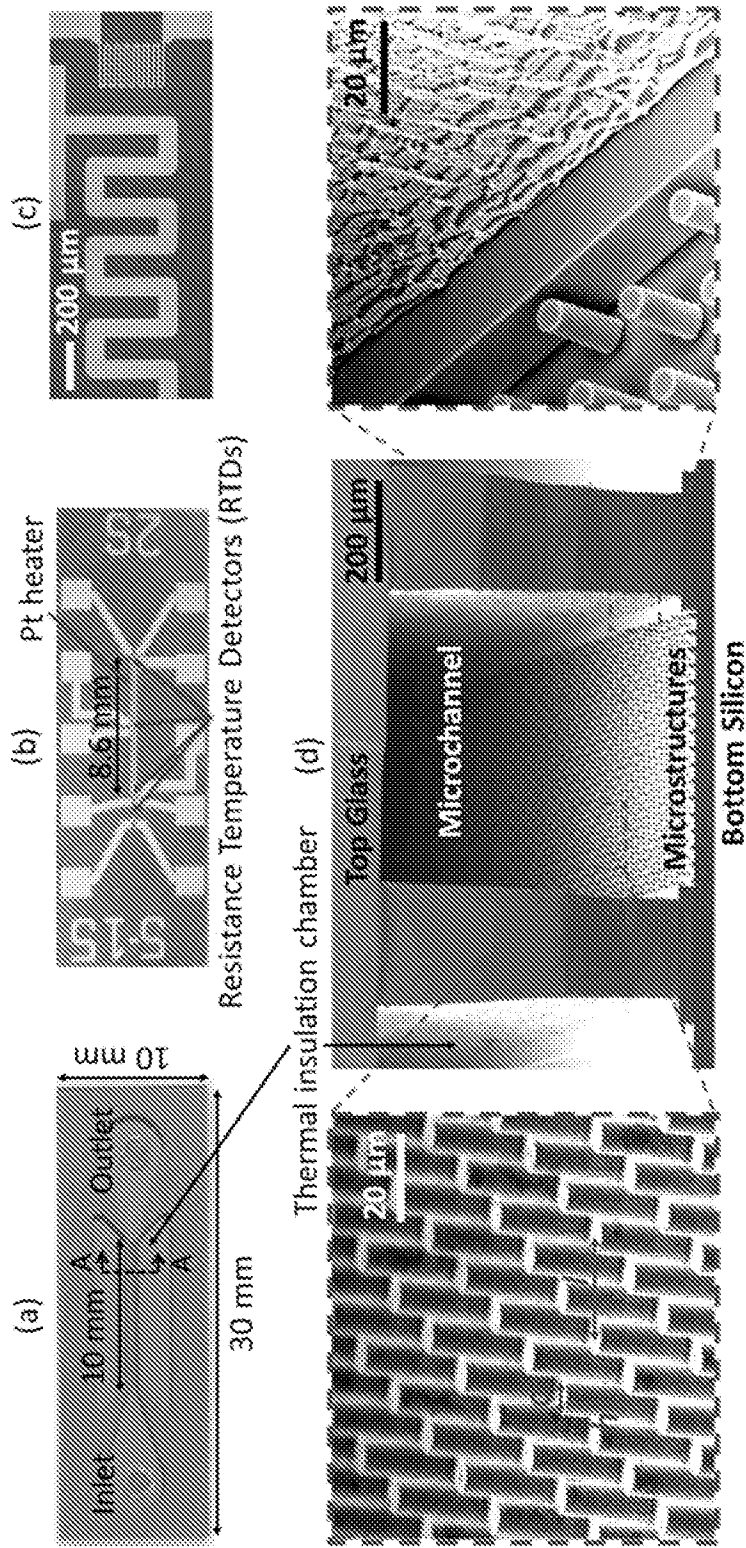 (a)
Inlet
Outlet
10 mm
A
A
10 mm
30 mm
(b)
Pt heater
8.6 mm
Resistance Temperature Detectors (RTDs)
(c)
200 μm
(d)
Thermal insulation chamber
20 μm
Top Glass
200 μm
Microchannel
Microstructures
Bottom Silicon
20 μm